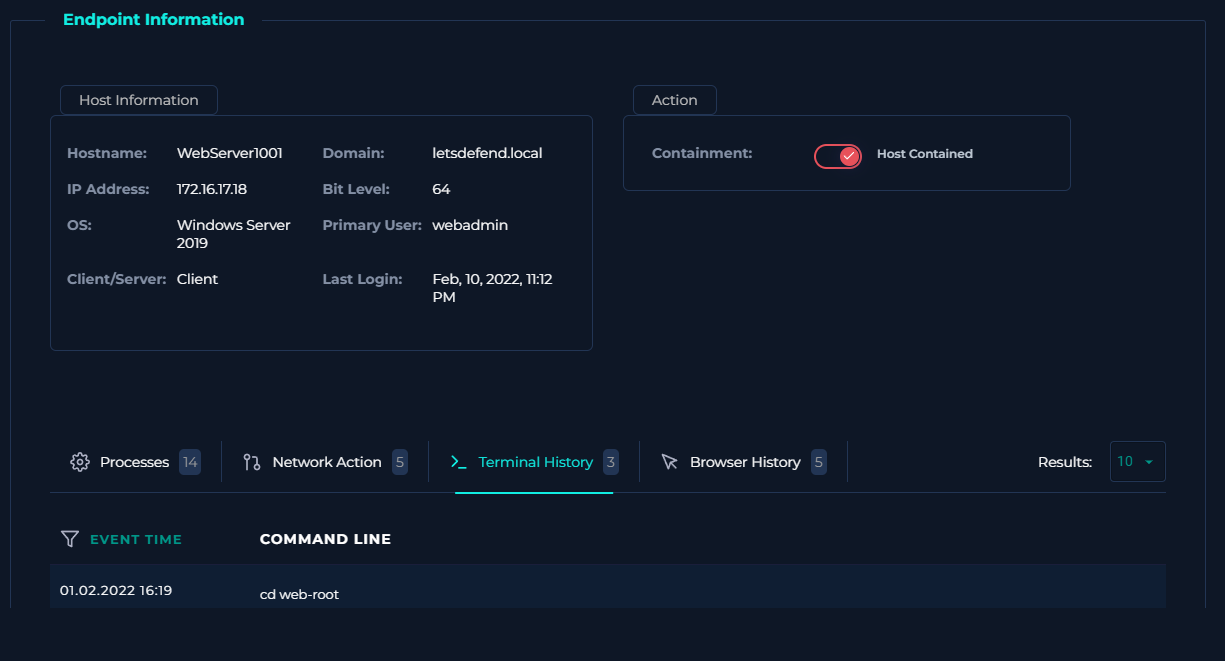 Endpoint Information
Host Information
Hostname: WebServer1001 Domain: letsdefend.local
IP Address: 172.16.17.18 Bit Level: 64
OS: Windows Server 2019 Primary User: webadmin
Client/Server: Client Last Login: Feb, 10, 2022, 11:12 PM
Action
Containment: Host Contained
Processes 14 Network Action 5 Terminal History 3 Browser History 5 Results: 10
EVENT TIME COMMAND LINE
01.02.2022 16:19 cd web-root